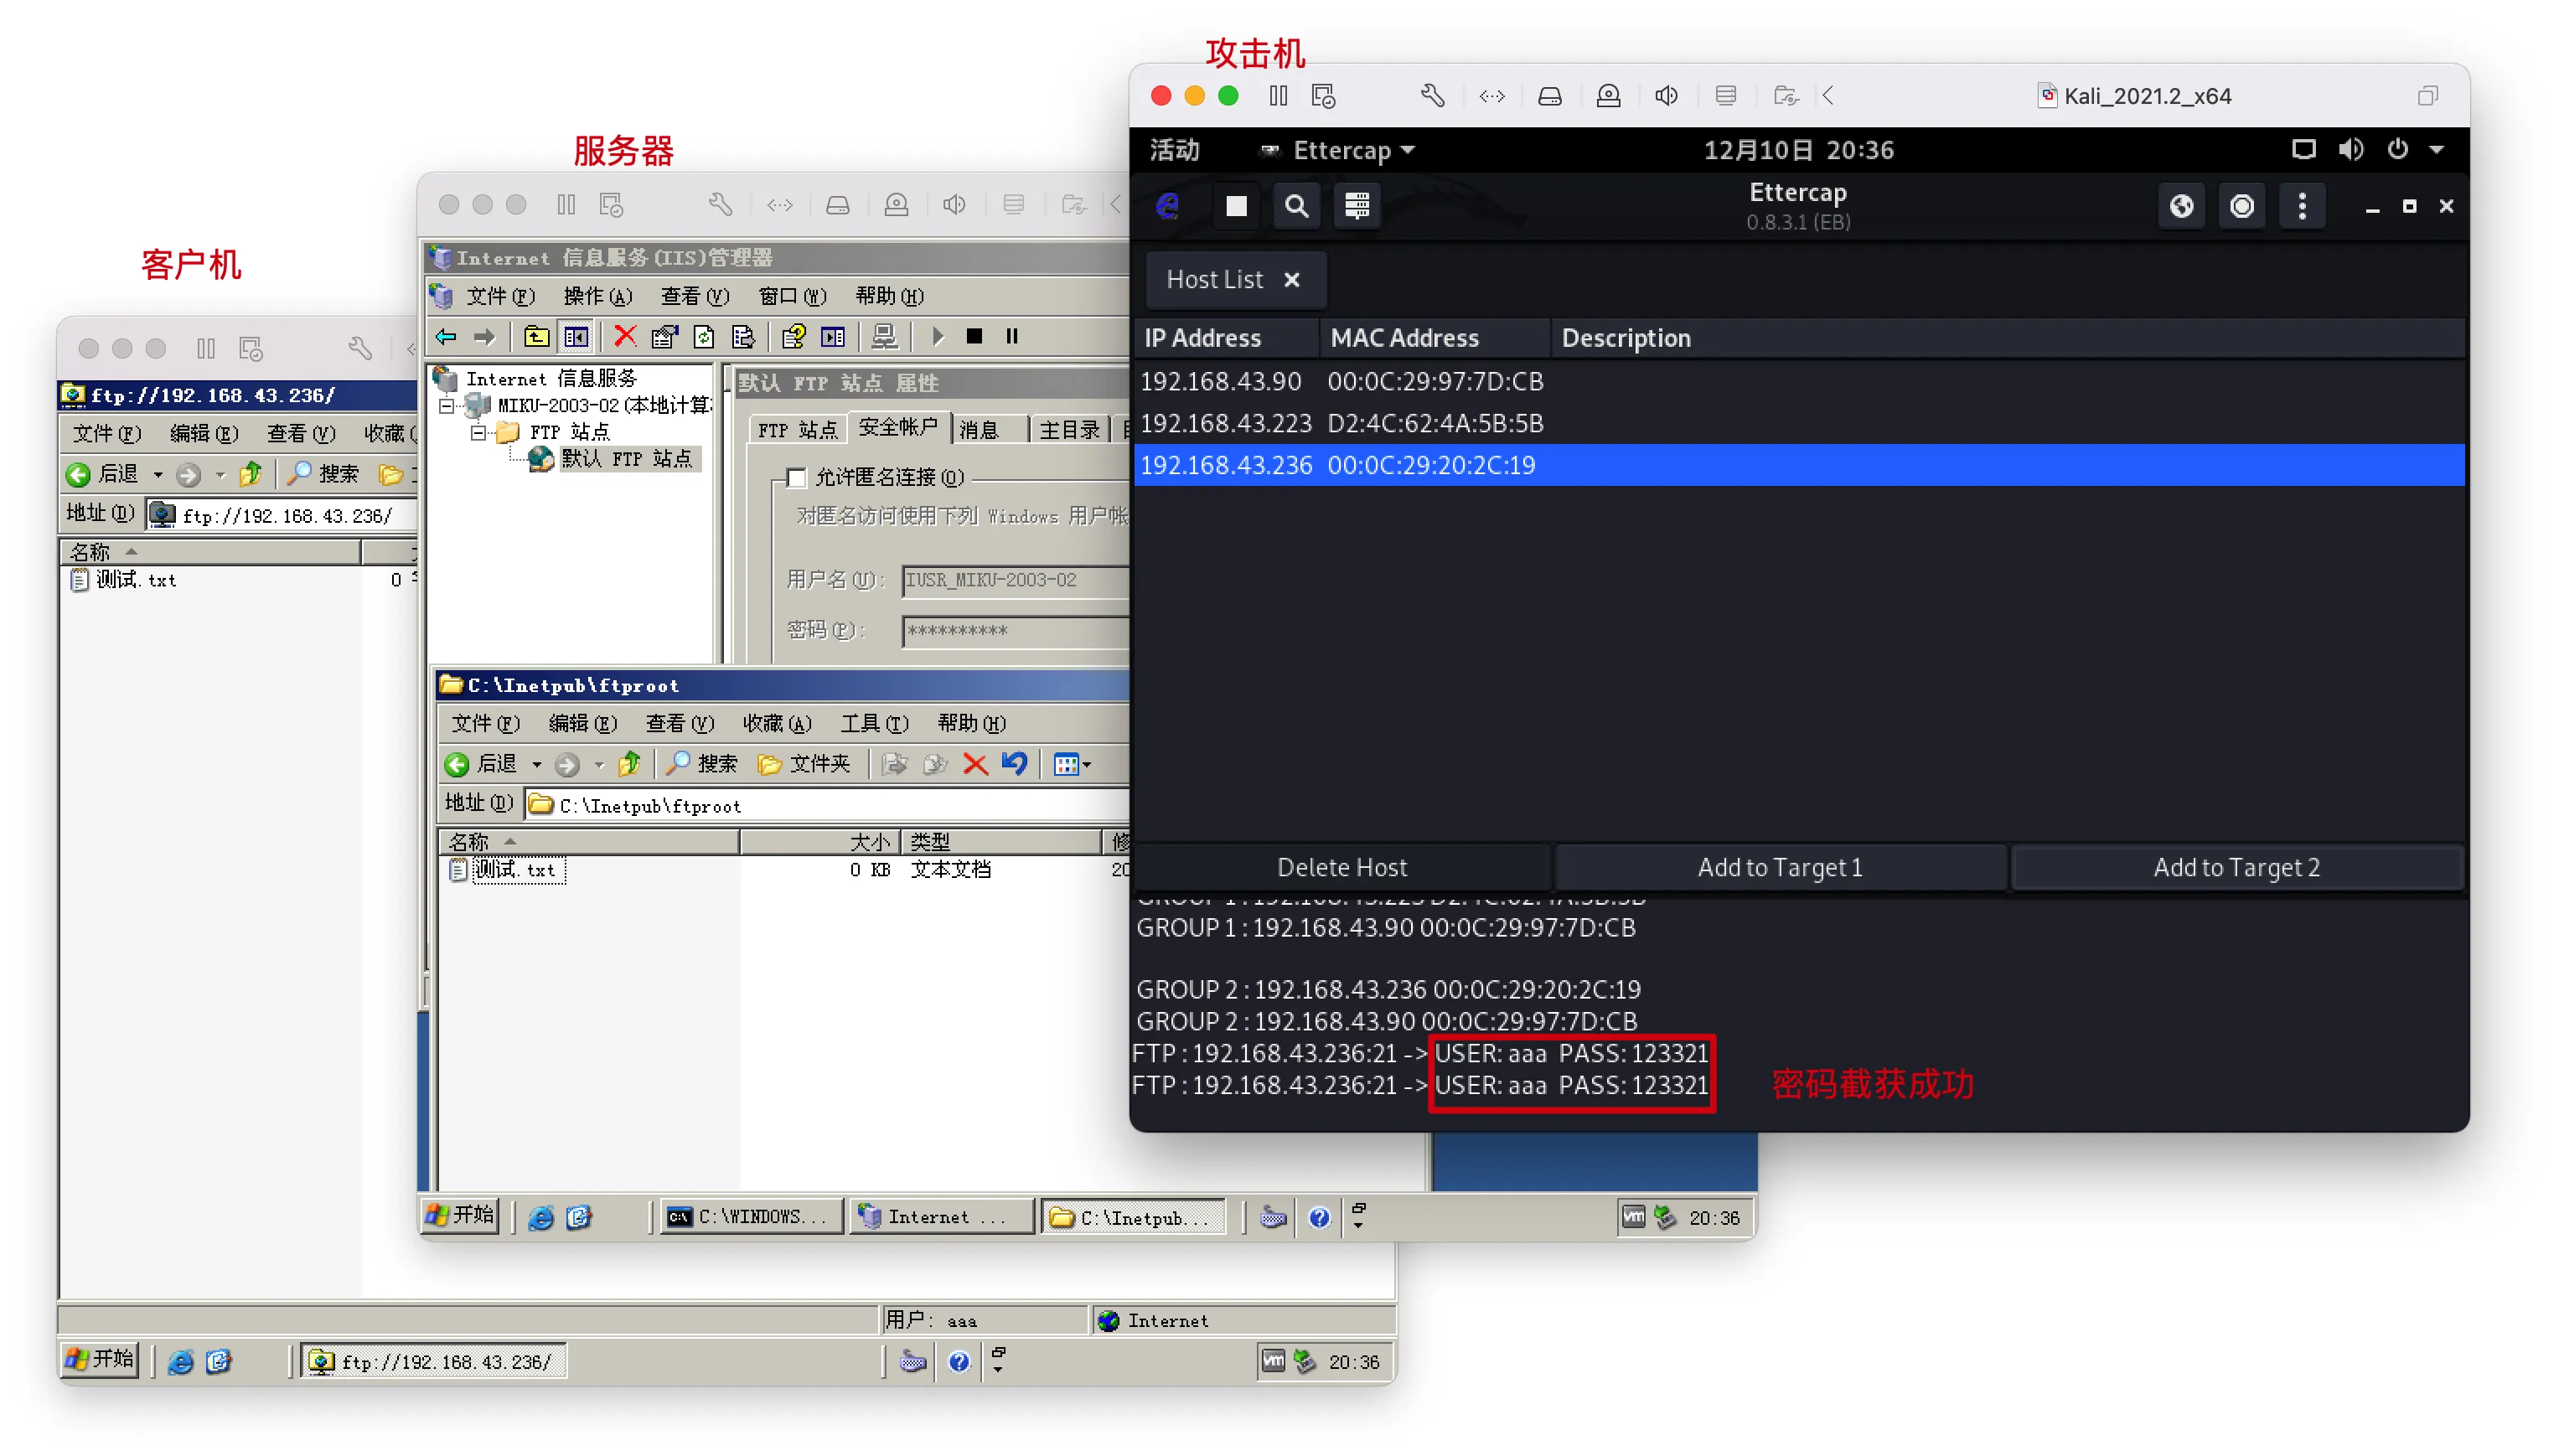 攻击机
Kali_2021.2_x64
活动
Ettercap
12月10日 20:36
Ettercap
0.8.3.1 (EB)
Host List
IP Address
MAC Address
Description
192.168.43.90
00:0C:29:97:7D:CB
192.168.43.223
D2:4C:62:4A:5B:5B
192.168.43.236
00:0C:29:20:2C:19
Delete Host
Add to Target 1
Add to Target 2
GROUP 1 : 192.168.43.223 D2:4C:62:4A:5B:5B
GROUP 1 : 192.168.43.90 00:0C:29:97:7D:CB
GROUP 2 : 192.168.43.236 00:0C:29:20:2C:19
GROUP 2 : 192.168.43.90 00:0C:29:97:7D:CB
FTP : 192.168.43.236:21 -> USER: aaa PASS: 123321
FTP : 192.168.43.236:21 -> USER: aaa PASS: 123321
密码截获成功
服务器
Internet 信息服务(IIS)管理器
文件(F) 操作(A) 查看(V) 窗口(W) 帮助(H)
Internet 信息服务
MIKU-2003-02(本地计算
FTP 站点
默认 FTP 站点
默认 FTP 站点 属性
FTP 站点
安全帐户
消息
主目录
允许匿名连接(O)
对匿名访问使用下列 Windows 用户帐
用户名(U):
IUSR_MIKU-2003-02
密码(P):
**********
C:\Inetpub\ftproot
文件(F) 编辑(E) 查看(V) 收藏(A) 工具(T) 帮助(H)
后退
搜索
文件夹
地址(D)
C:\Inetpub\ftproot
名称
大小
类型
修
测试.txt
0 KB
文本文档
20
开始
C:\WINDOWS...
Internet ...
C:\Inetpub...
20:36
客户机
ftp://192.168.43.236/
文件(F) 编辑(E) 查看(V) 收藏(
后退
搜索
地址(D)
ftp://192.168.43.236/
名称
测试.txt
0
用户: aaa
Internet
开始
ftp://192.168.43.236/
20:36